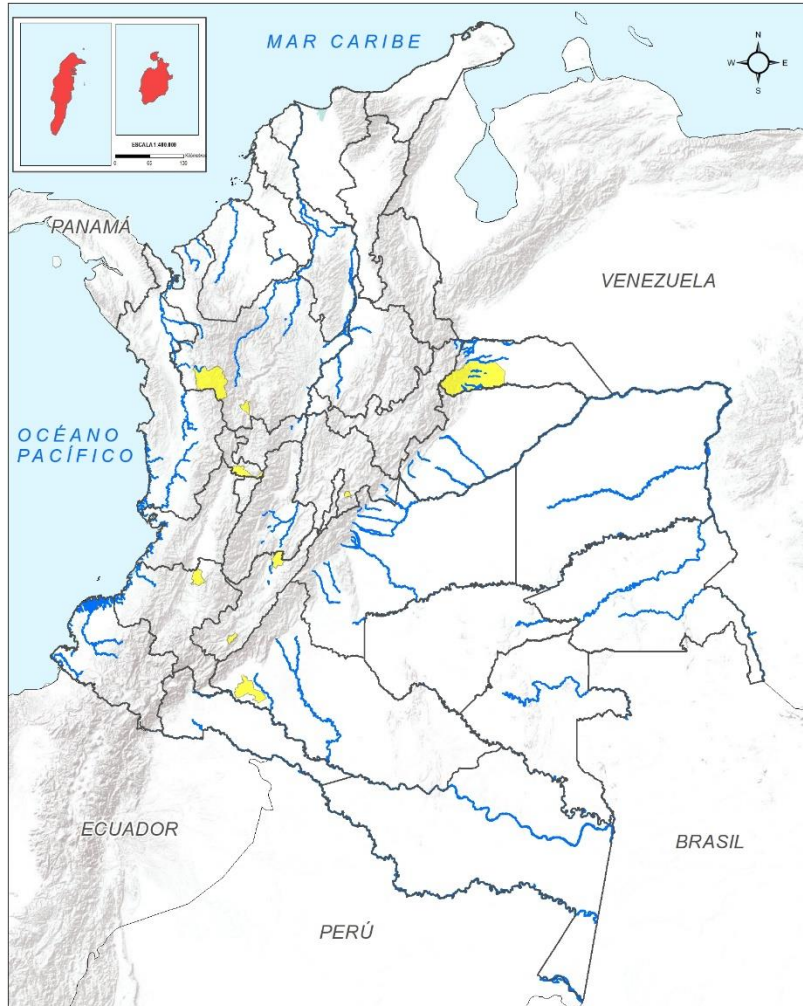 MAR CARIBE
N
W
E
S
ESCALA 1:400.000
PANAMÁ
VENEZUELA
OCÉANO
PACÍFICO
ECUADOR
BRASIL
PERÚ